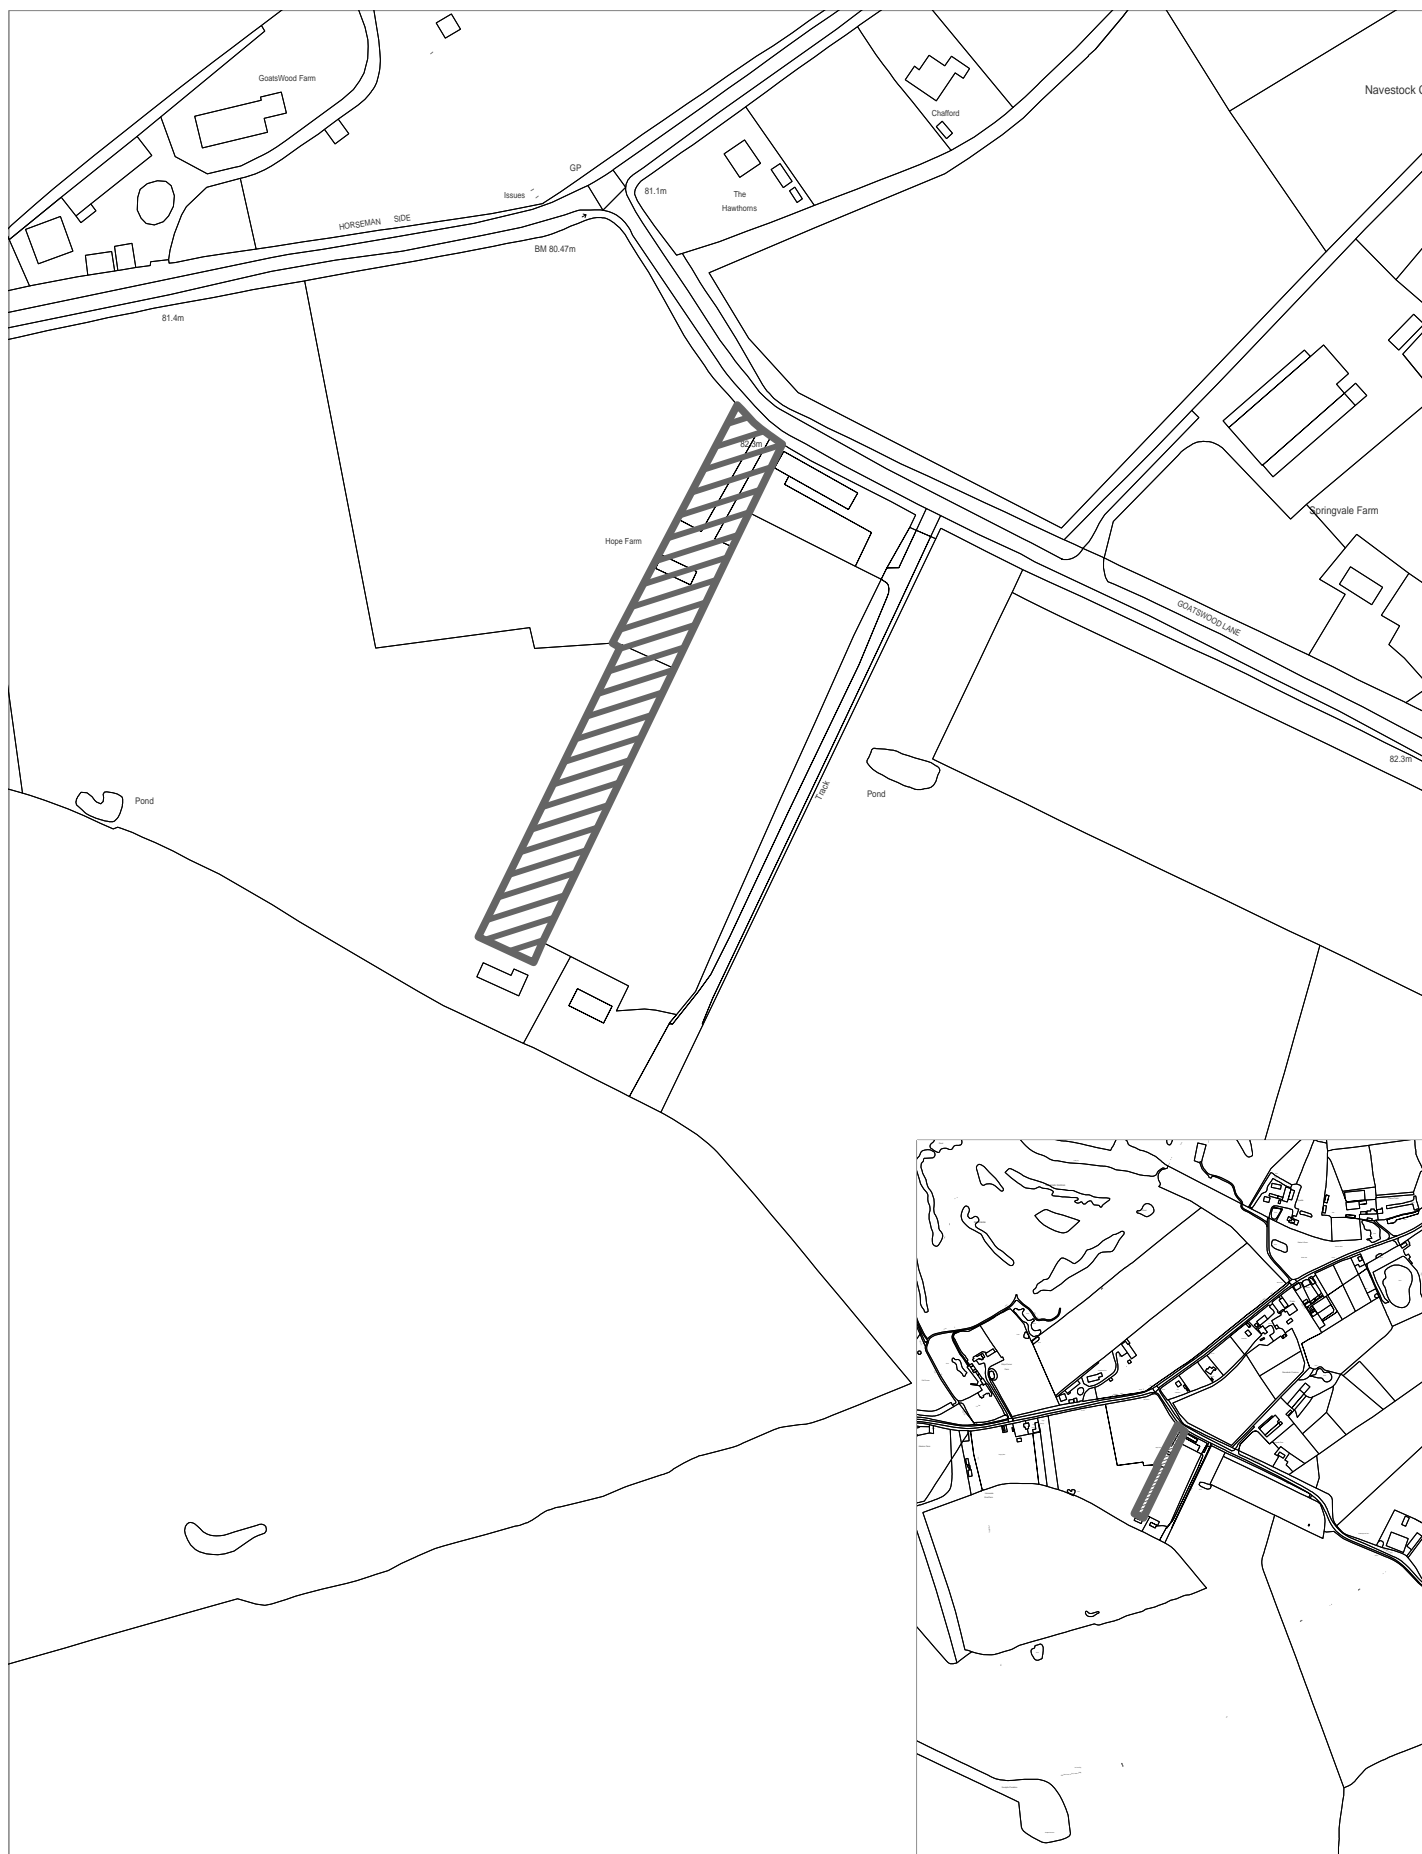 GoatsWood Farm
Navestock
Chafford
GP
Issues
81.1m
The
Hawthorns
HORSEMAN SIDE
BM 80.47m
81.4m
82.3m
Springvale Farm
Hope Farm
GOATSWOOD LANE
82.3m
Track
Pond
Pond